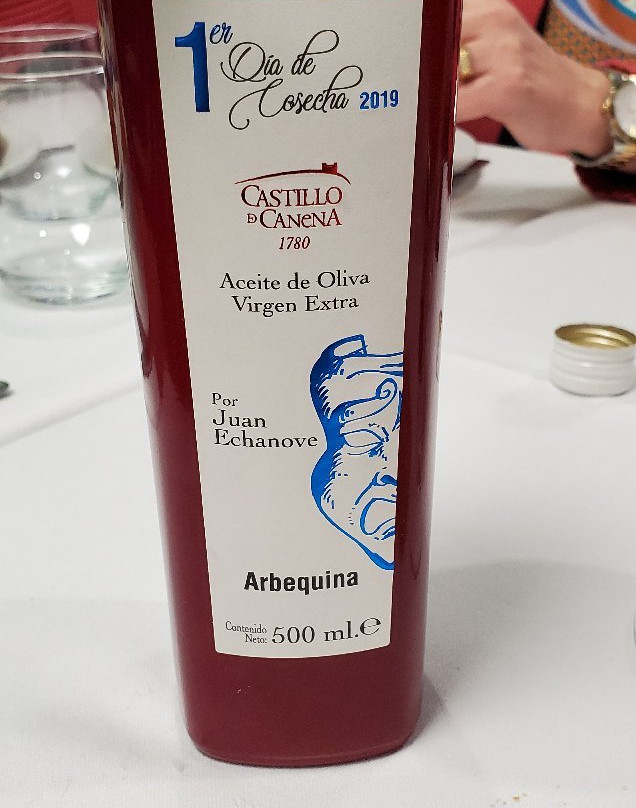 1er Día de
Cosecha 2019
CASTILLO
DE CANENA
1780
Aceite de Oliva
Virgen Extra
Por
Juan
Echanove
Arbequina
Contenido
Neto: 500 ml.e